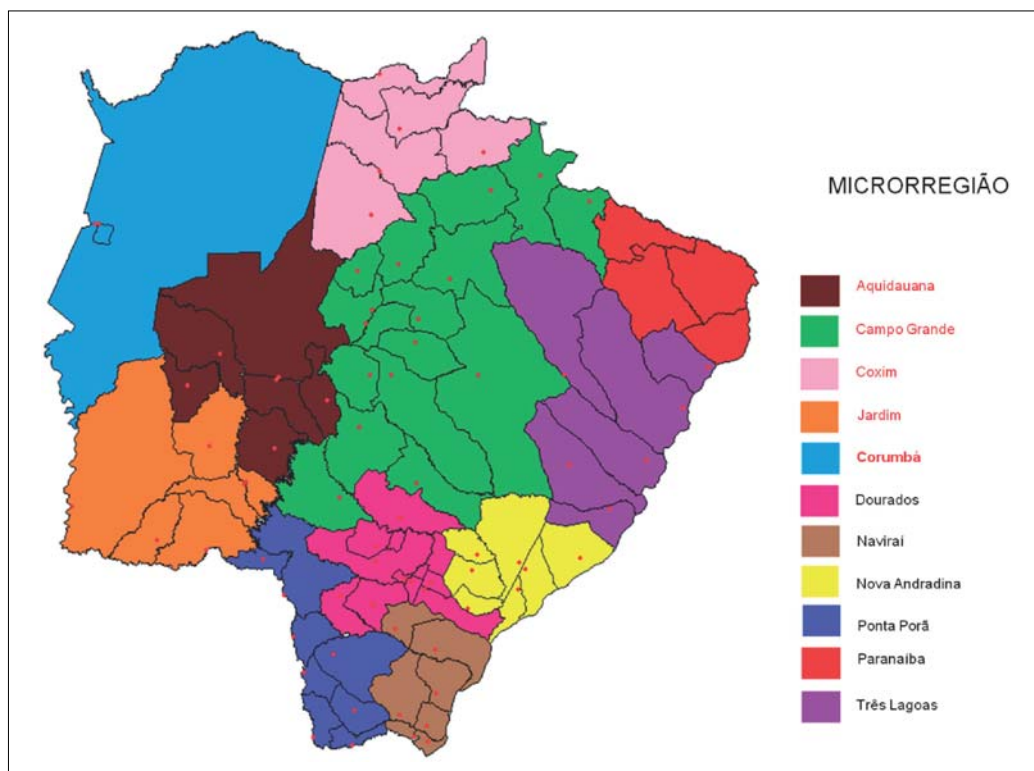 MICRORREGIÃO
Aquidauana
Campo Grande
Coxim
Jardim
Corumbá
Dourados
Naviraí
Nova Andradina
Ponta Porã
Paranaíba
Três Lagoas